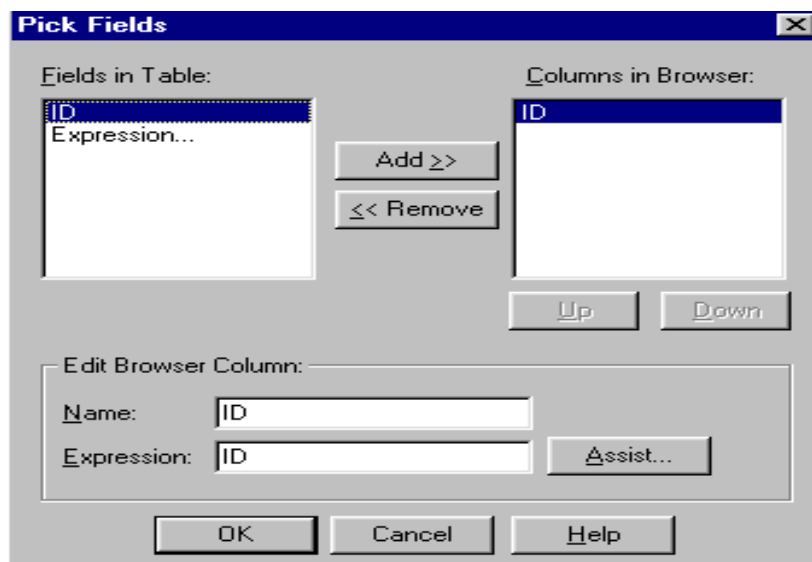 Pick Fields
Fields in Table:
Columns in Browser:
ID
Expression...
ID
Add >>
<< Remove
Up
Down
Edit Browser Column:
Name:
ID
Expression:
ID
Assist...
OK
Cancel
Help